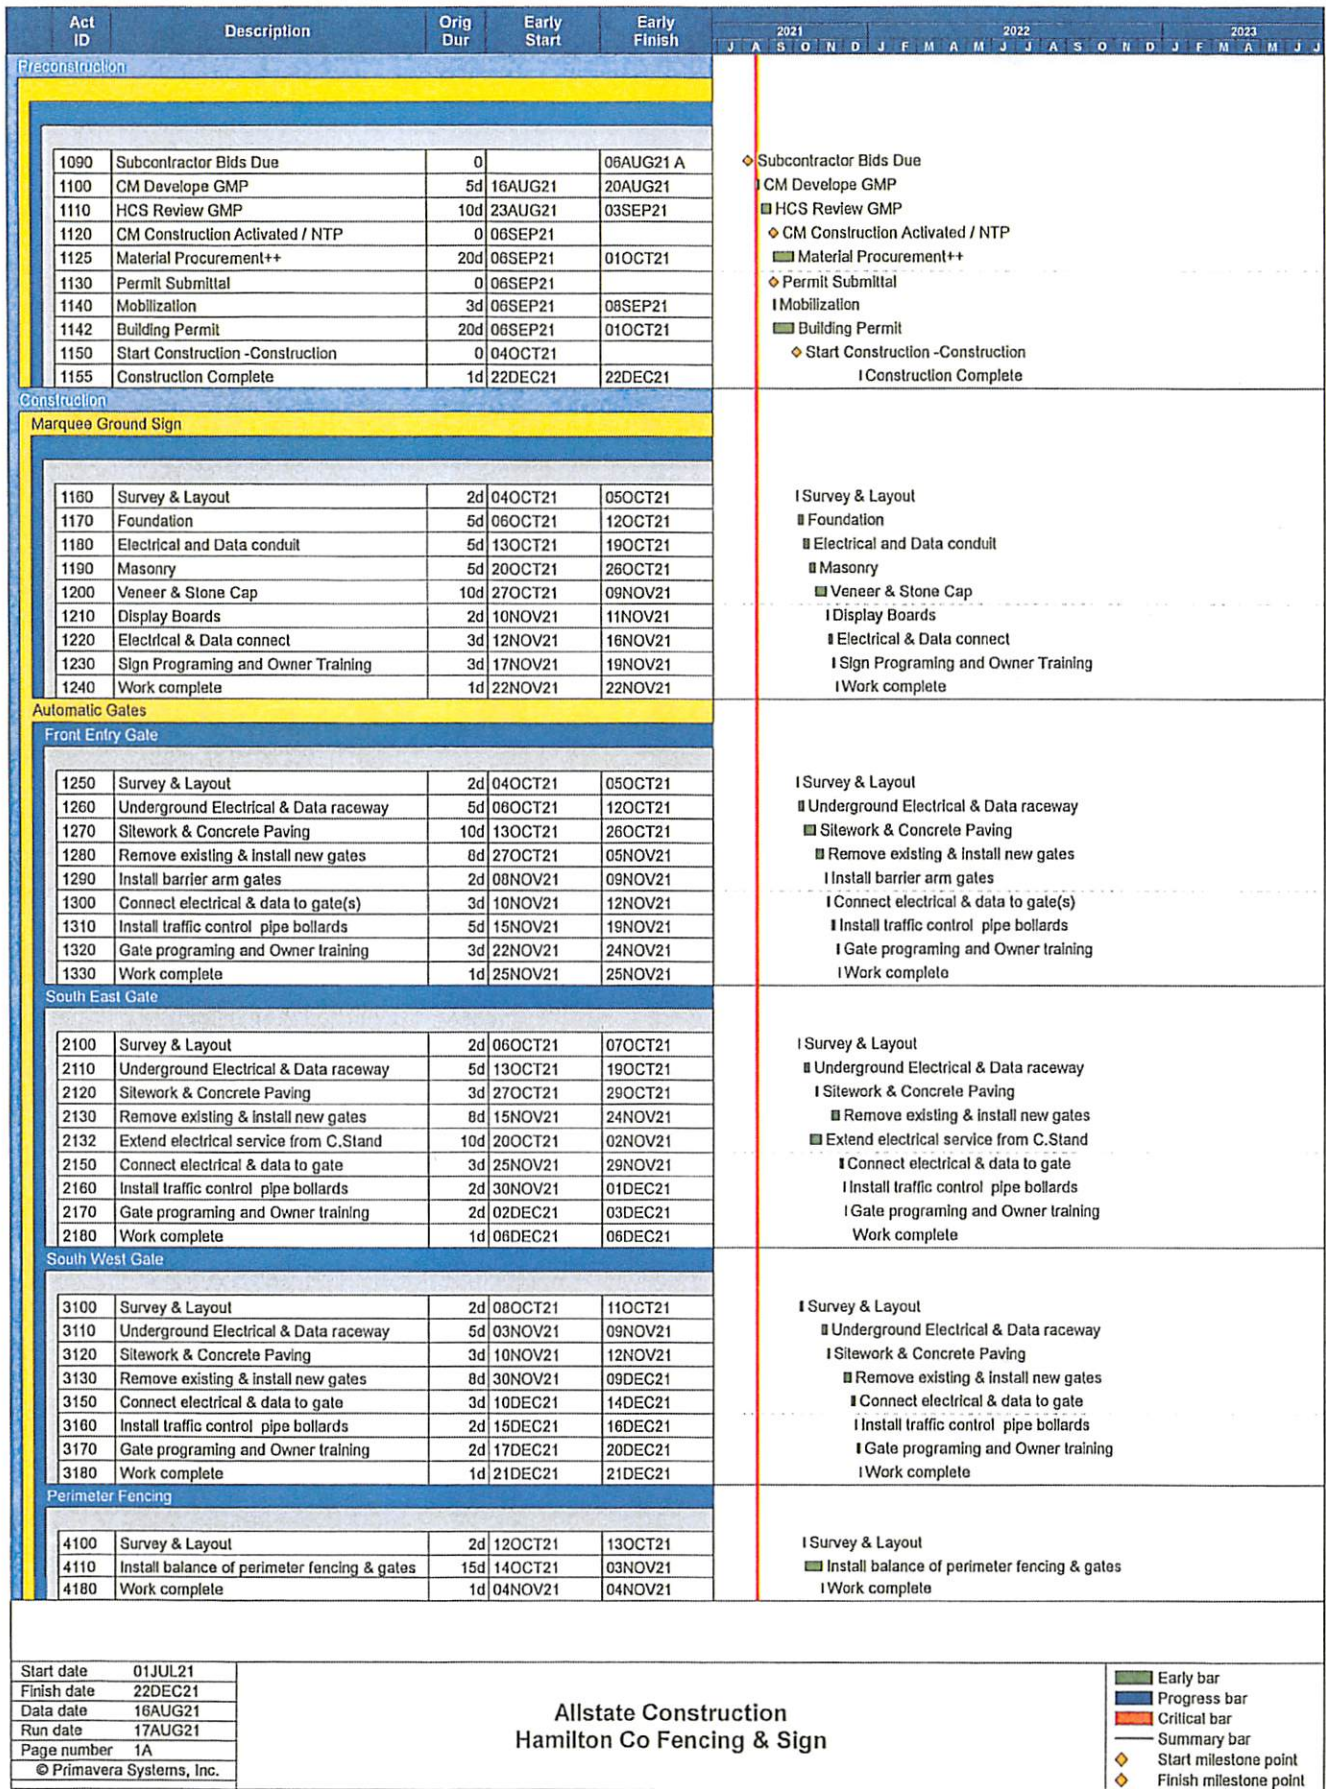 Act ID Description Orig Dur Early Start Early Finish 2021 2022 2023
J A S O N D J F M A M J J A S O N D J F M A M J J
Preconstruction
1090 Subcontractor Bids Due 0 06AUG21 A Subcontractor Bids Due
1100 CM Develope GMP 5d 16AUG21 20AUG21 CM Develope GMP
1110 HCS Review GMP 10d 23AUG21 03SEP21 HCS Review GMP
1120 CM Construction Activated / NTP 0 06SEP21 CM Construction Activated / NTP
1125 Material Procurement++ 20d 06SEP21 01OCT21 Material Procurement++
1130 Permit Submittal 0 06SEP21 Permit Submittal
1140 Mobilization 3d 06SEP21 08SEP21 Mobilization
1142 Building Permit 20d 06SEP21 01OCT21 Building Permit
1150 Start Construction -Construction 0 04OCT21 Start Construction -Construction
1155 Construction Complete 1d 22DEC21 22DEC21 Construction Complete
Construction
Marquee Ground Sign
1160 Survey & Layout 2d 04OCT21 05OCT21 Survey & Layout
1170 Foundation 5d 06OCT21 12OCT21 Foundation
1180 Electrical and Data conduit 5d 13OCT21 19OCT21 Electrical and Data conduit
1190 Masonry 5d 20OCT21 26OCT21 Masonry
1200 Veneer & Stone Cap 10d 27OCT21 09NOV21 Veneer & Stone Cap
1210 Display Boards 2d 10NOV21 11NOV21 Display Boards
1220 Electrical & Data connect 3d 12NOV21 16NOV21 Electrical & Data connect
1230 Sign Programing and Owner Training 3d 17NOV21 19NOV21 Sign Programing and Owner Training
1240 Work complete 1d 22NOV21 22NOV21 Work complete
Automatic Gates
Front Entry Gate
1250 Survey & Layout 2d 04OCT21 05OCT21 Survey & Layout
1260 Underground Electrical & Data raceway 5d 06OCT21 12OCT21 Underground Electrical & Data raceway
1270 Sitework & Concrete Paving 10d 13OCT21 26OCT21 Sitework & Concrete Paving
1280 Remove existing & install new gates 8d 27OCT21 05NOV21 Remove existing & install new gates
1290 Install barrier arm gates 2d 08NOV21 09NOV21 Install barrier arm gates
1300 Connect electrical & data to gate(s) 3d 10NOV21 12NOV21 Connect electrical & data to gate(s)
1310 Install traffic control pipe bollards 5d 15NOV21 19NOV21 Install traffic control pipe bollards
1320 Gate programing and Owner training 3d 22NOV21 24NOV21 Gate programing and Owner training
1330 Work complete 1d 25NOV21 25NOV21 Work complete
South East Gate
2100 Survey & Layout 2d 06OCT21 07OCT21 Survey & Layout
2110 Underground Electrical & Data raceway 5d 13OCT21 19OCT21 Underground Electrical & Data raceway
2120 Sitework & Concrete Paving 3d 27OCT21 29OCT21 Sitework & Concrete Paving
2130 Remove existing & install new gates 8d 15NOV21 24NOV21 Remove existing & install new gates
2132 Extend electrical service from C.Stand 10d 20OCT21 02NOV21 Extend electrical service from C.Stand
2150 Connect electrical & data to gate 3d 25NOV21 29NOV21 Connect electrical & data to gate
2160 Install traffic control pipe bollards 2d 30NOV21 01DEC21 Install traffic control pipe bollards
2170 Gate programing and Owner training 2d 02DEC21 03DEC21 Gate programing and Owner training
2180 Work complete 1d 06DEC21 06DEC21 Work complete
South West Gate
3100 Survey & Layout 2d 08OCT21 11OCT21 Survey & Layout
3110 Underground Electrical & Data raceway 5d 03NOV21 09NOV21 Underground Electrical & Data raceway
3120 Sitework & Concrete Paving 3d 10NOV21 12NOV21 Sitework & Concrete Paving
3130 Remove existing & install new gates 8d 30NOV21 09DEC21 Remove existing & install new gates
3150 Connect electrical & data to gate 3d 10DEC21 14DEC21 Connect electrical & data to gate
3160 Install traffic control pipe bollards 2d 15DEC21 16DEC21 Install traffic control pipe bollards
3170 Gate programing and Owner training 2d 17DEC21 20DEC21 Gate programing and Owner training
3180 Work complete 1d 21DEC21 21DEC21 Work complete
Perimeter Fencing
4100 Survey & Layout 2d 12OCT21 13OCT21 Survey & Layout
4110 Install balance of perimeter fencing & gates 15d 14OCT21 03NOV21 Install balance of perimeter fencing & gates
4180 Work complete 1d 04NOV21 04NOV21 Work complete
Start date 01JUL21
Finish date 22DEC21
Data date 16AUG21
Run date 17AUG21
Page number 1A
© Primavera Systems, Inc.
Allstate Construction
Hamilton Co Fencing & Sign
Early bar
Progress bar
Critical bar
Summary bar
Start milestone point
Finish milestone point